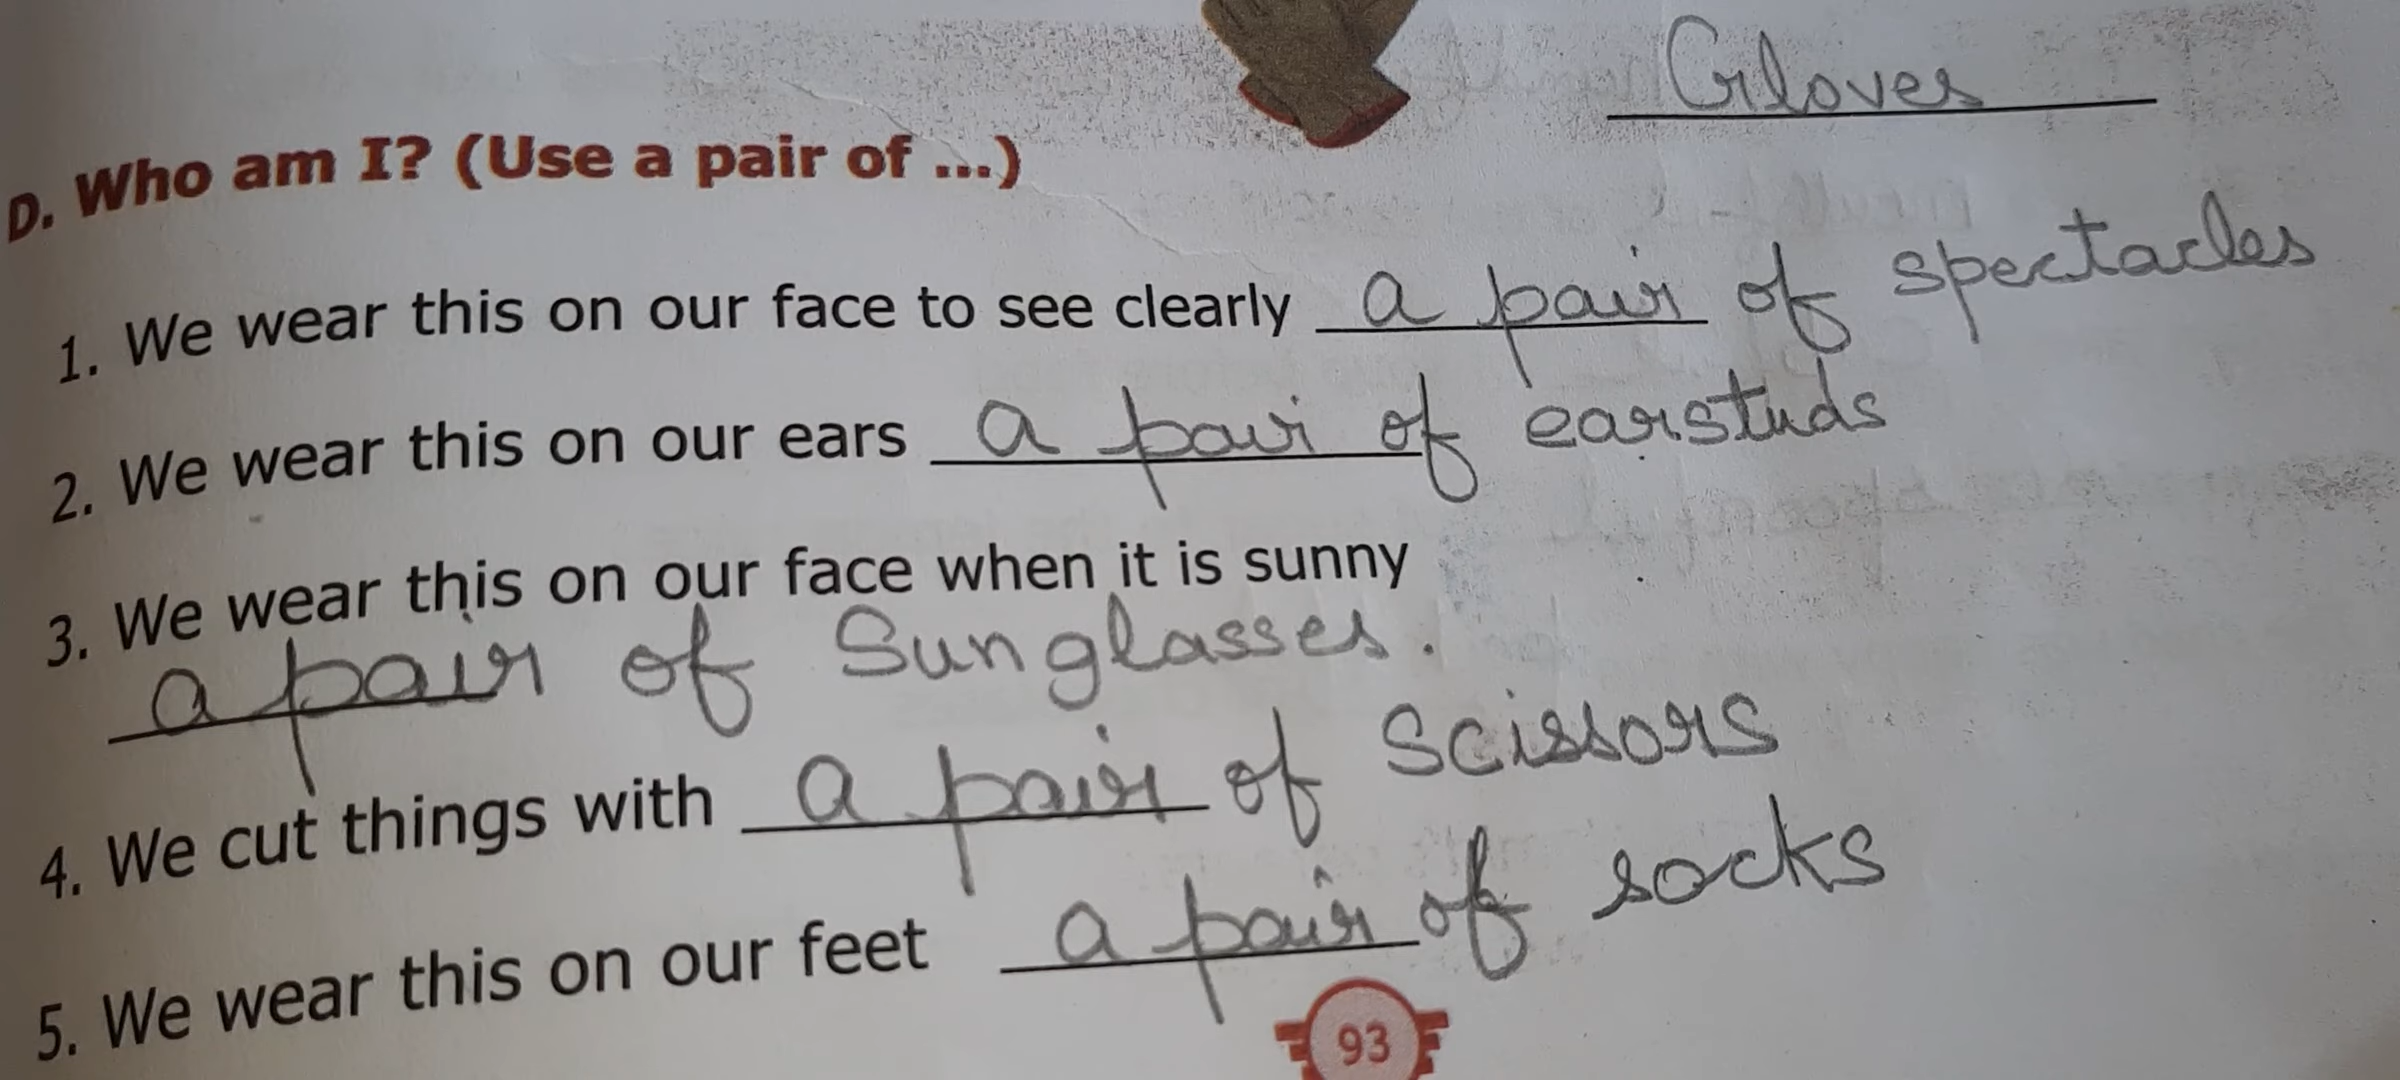 Gloves
D. Who am I? (Use a pair of ...)
1. We wear this on our face to see clearly a pair of spectacles
2. We wear this on our ears a pai of earstuds
3. We wear this on our face when it is sunny
a pair of Sunglasses.
4. We cut things with a pair of Scissors
5. We wear this on our feet a pair of socks
93